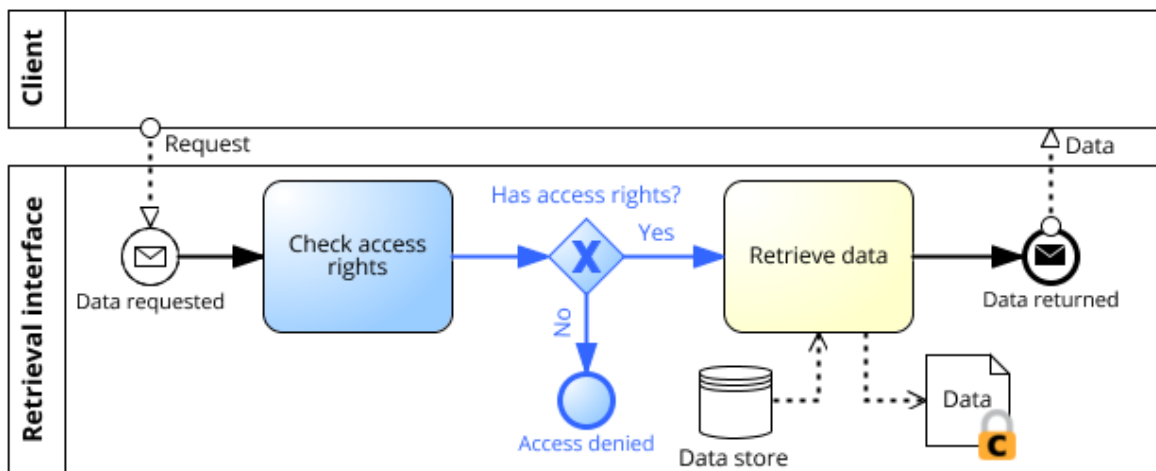 Client
Request
Data
Retrieval interface
Has access rights?
Check access
rights
X
Yes
Retrieve data
Data requested
Data returned
No
Access denied
Data
C
Data store